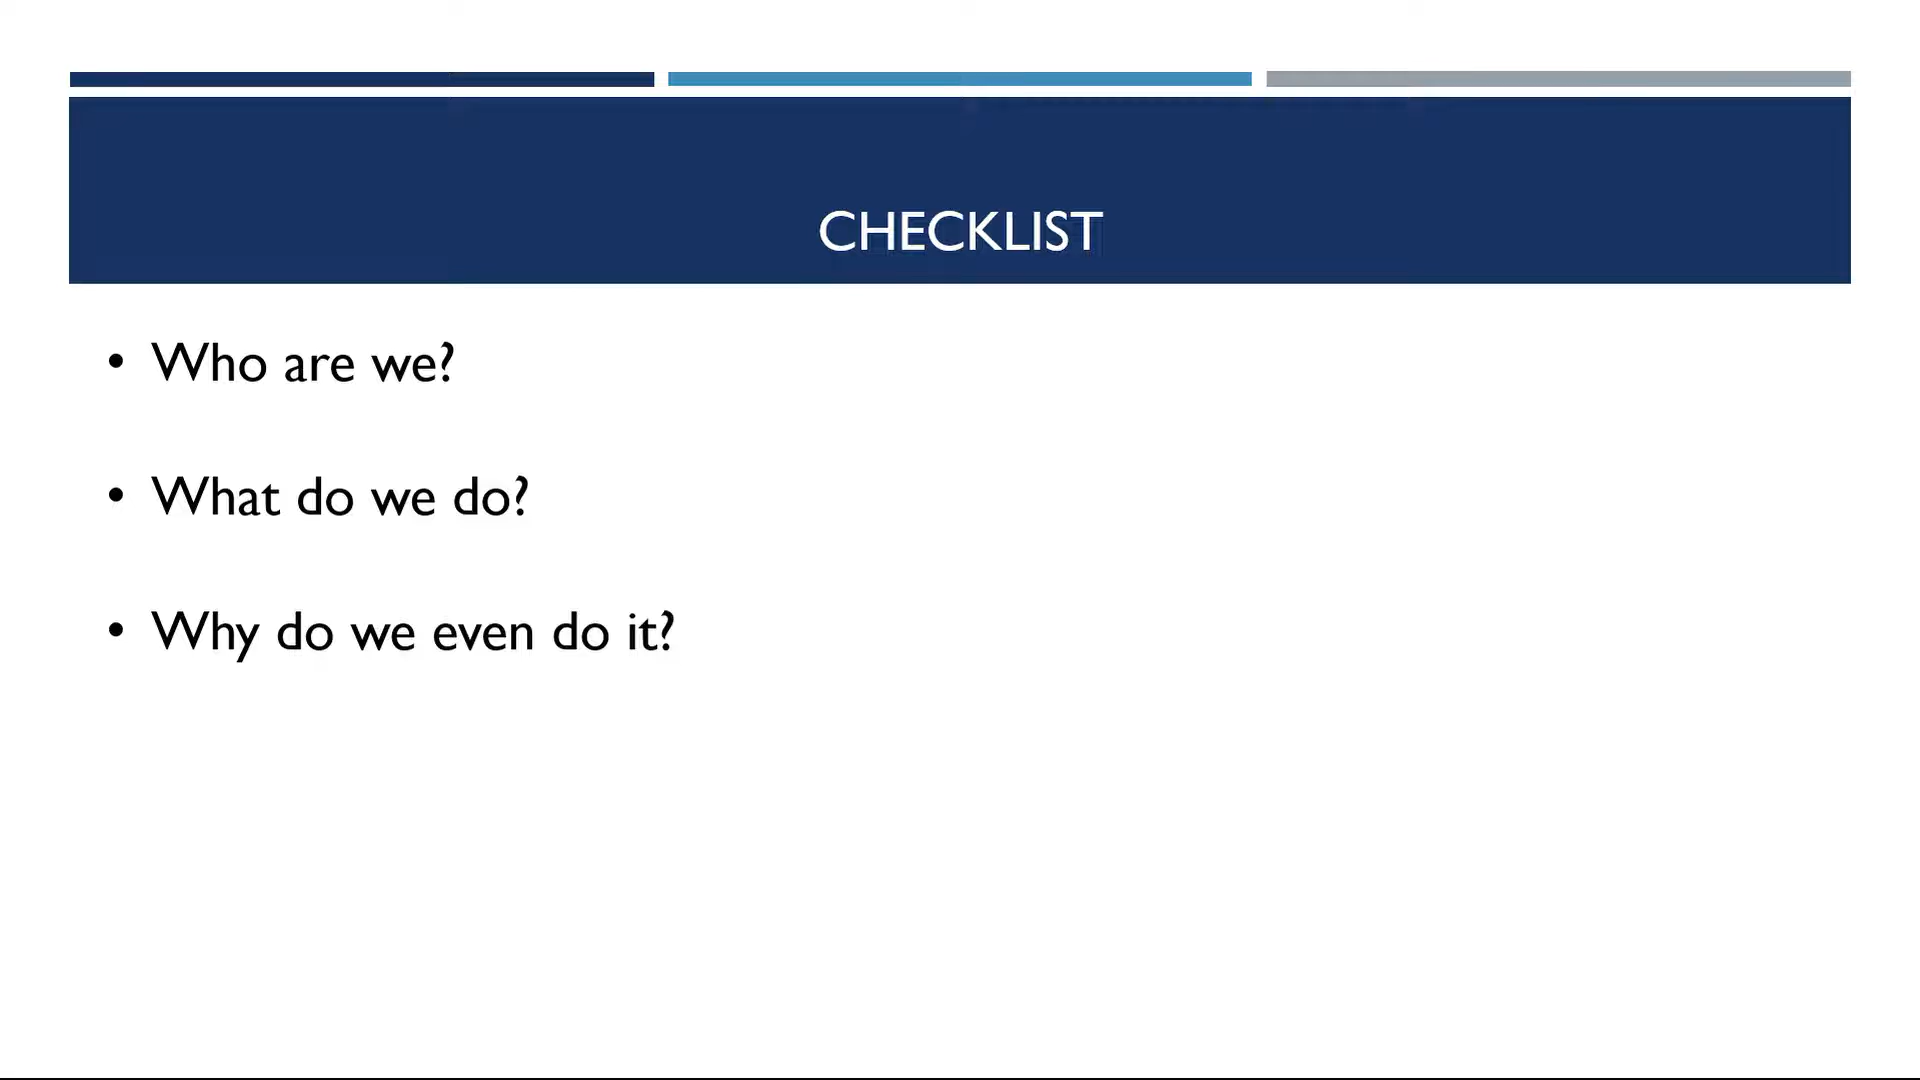 CHECKLIST
• Who are we?
• What do we do?
• Why do we even do it?